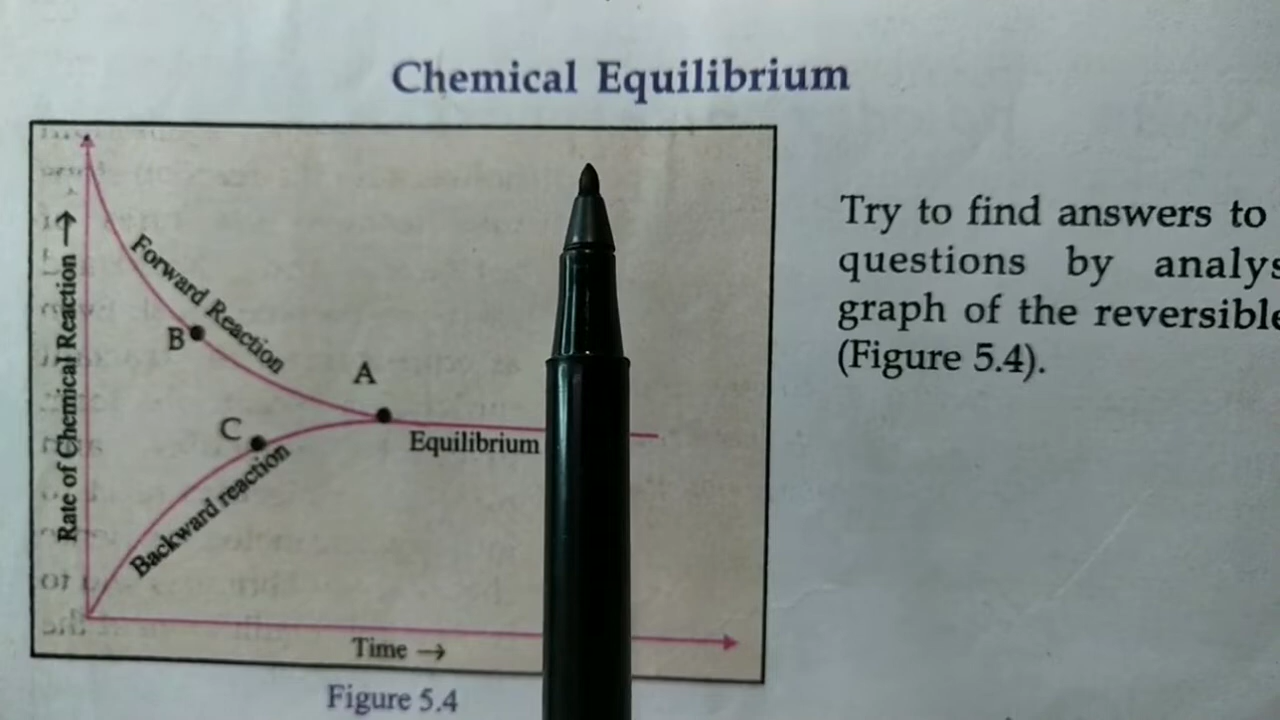 Chemical Equilibrium
Rate of Chemical Reaction →
Forward Reaction
B
A
C
Equilibrium
Backward reaction
Time →
Figure 5.4
Try to find answers to
questions by
graph of the reversible
(Figure 5.4).